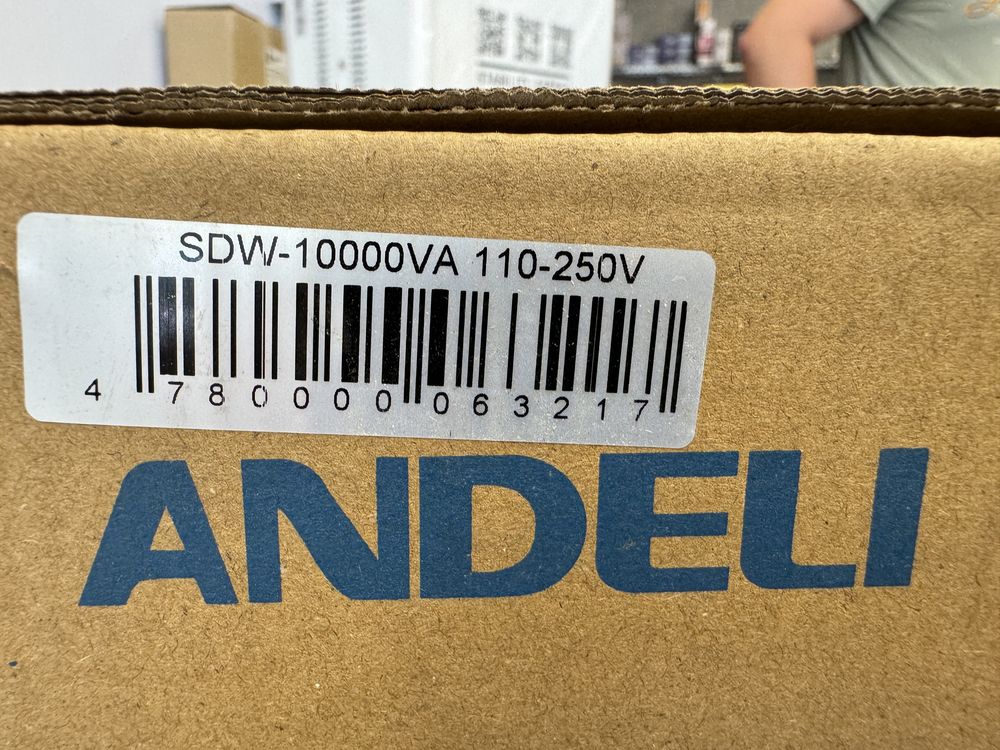 SDW-10000VA 110-250V
4 780000 063217
ANDELI